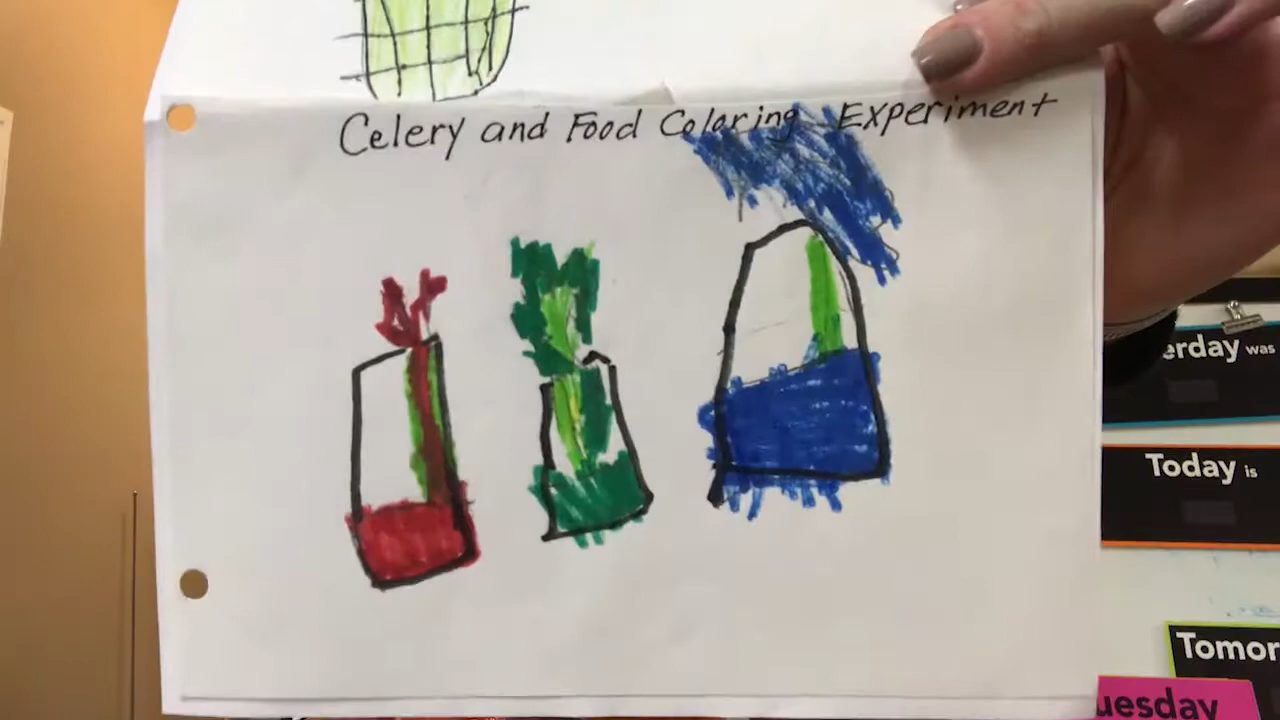 Celery and Food Coloring Experiment
erday was
Today is
Tomor
uesday